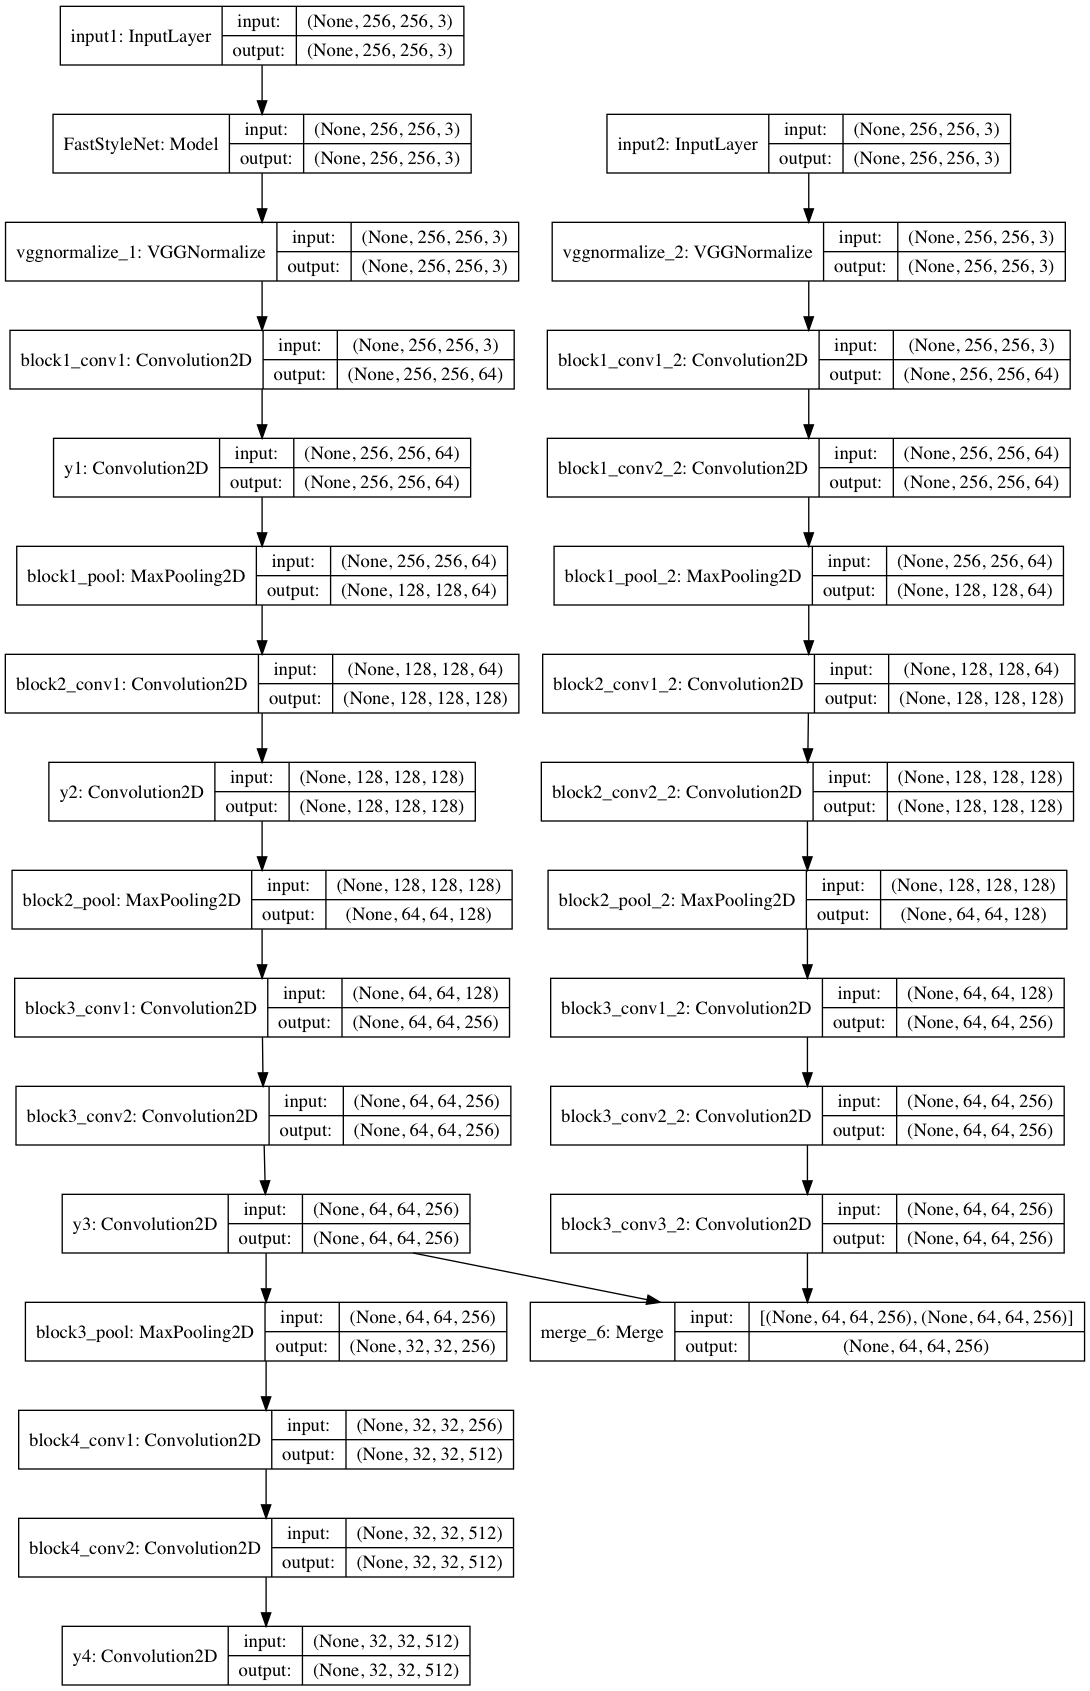 input1: InputLayer
input: (None, 256, 256, 3)
output: (None, 256, 256, 3)
FastStyleNet: Model
input: (None, 256, 256, 3)
output: (None, 256, 256, 3)
vggnormalize_1: VGGNormalize
input: (None, 256, 256, 3)
output: (None, 256, 256, 3)
block1_conv1: Convolution2D
input: (None, 256, 256, 3)
output: (None, 256, 256, 64)
y1: Convolution2D
input: (None, 256, 256, 64)
output: (None, 256, 256, 64)
block1_pool: MaxPooling2D
input: (None, 256, 256, 64)
output: (None, 128, 128, 64)
block2_conv1: Convolution2D
input: (None, 128, 128, 64)
output: (None, 128, 128, 128)
y2: Convolution2D
input: (None, 128, 128, 128)
output: (None, 128, 128, 128)
block2_pool: MaxPooling2D
input: (None, 128, 128, 128)
output: (None, 64, 64, 128)
block3_conv1: Convolution2D
input: (None, 64, 64, 128)
output: (None, 64, 64, 256)
block3_conv2: Convolution2D
input: (None, 64, 64, 256)
output: (None, 64, 64, 256)
y3: Convolution2D
input: (None, 64, 64, 256)
output: (None, 64, 64, 256)
block3_pool: MaxPooling2D
input: (None, 64, 64, 256)
output: (None, 32, 32, 256)
block4_conv1: Convolution2D
input: (None, 32, 32, 256)
output: (None, 32, 32, 512)
block4_conv2: Convolution2D
input: (None, 32, 32, 512)
output: (None, 32, 32, 512)
y4: Convolution2D
input: (None, 32, 32, 512)
output: (None, 32, 32, 512)
input2: InputLayer
input: (None, 256, 256, 3)
output: (None, 256, 256, 3)
vggnormalize_2: VGGNormalize
input: (None, 256, 256, 3)
output: (None, 256, 256, 3)
block1_conv1_2: Convolution2D
input: (None, 256, 256, 3)
output: (None, 256, 256, 64)
block1_conv2_2: Convolution2D
input: (None, 256, 256, 64)
output: (None, 256, 256, 64)
block1_pool_2: MaxPooling2D
input: (None, 256, 256, 64)
output: (None, 128, 128, 64)
block2_conv1_2: Convolution2D
input: (None, 128, 128, 64)
output: (None, 128, 128, 128)
block2_conv2_2: Convolution2D
input: (None, 128, 128, 128)
output: (None, 128, 128, 128)
block2_pool_2: MaxPooling2D
input: (None, 128, 128, 128)
output: (None, 64, 64, 128)
block3_conv1_2: Convolution2D
input: (None, 64, 64, 128)
output: (None, 64, 64, 256)
block3_conv2_2: Convolution2D
input: (None, 64, 64, 256)
output: (None, 64, 64, 256)
block3_conv3_2: Convolution2D
input: (None, 64, 64, 256)
output: (None, 64, 64, 256)
merge_6: Merge
input: [(None, 64, 64, 256), (None, 64, 64, 256)]
output: (None, 64, 64, 256)